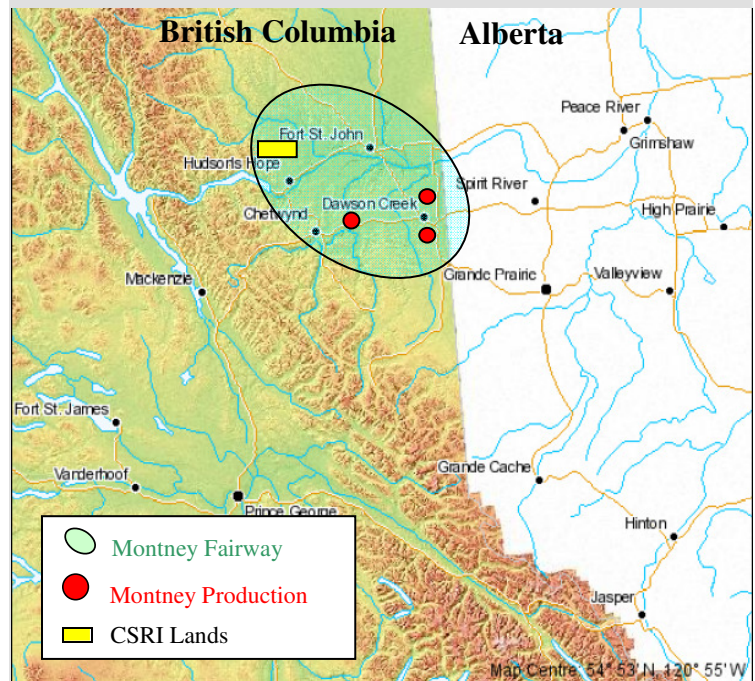 British Columbia
Alberta
Peace River
Grimshaw
Fort St. John
Hudson's Hope
Spirit River
Dawson Creek
High Prairie
Chetwynd
Mackenzie
Grande Prairie
Valleyview
Fort St. James
Grande Cache
Vanderhoof
Prince George
Hinton
Jasper
Montney Fairway
Montney Production
CSRI Lands
Map Centre: 54° 53' N, 120° 55' W